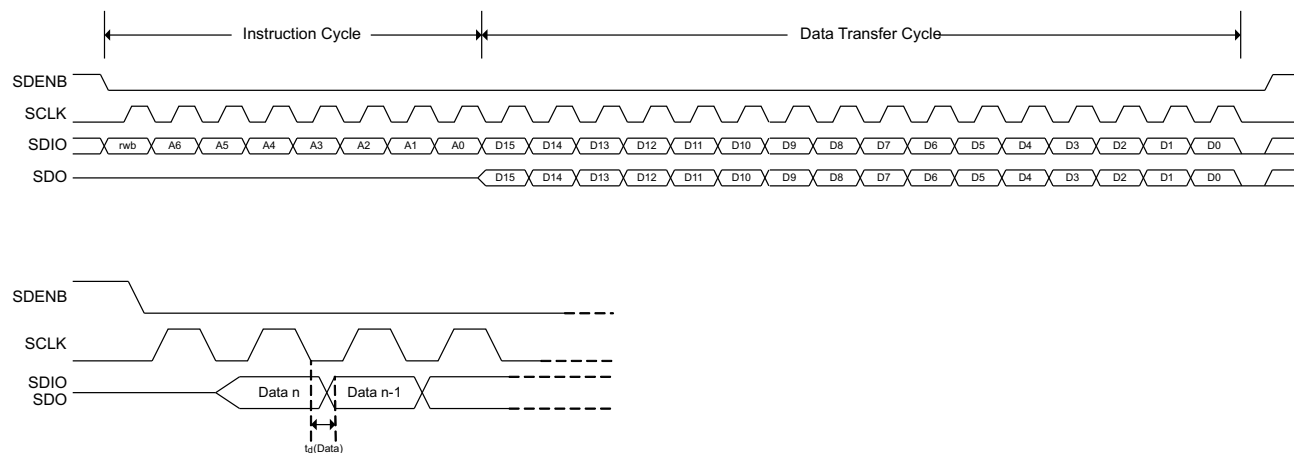 Instruction Cycle Data Transfer Cycle
SDENB
SCLK
SDIO rwb A6 A5 A4 A3 A2 A1 A0 D15 D14 D13 D12 D11 D10 D9 D8 D7 D6 D5 D4 D3 D2 D1 D0
SDO D15 D14 D13 D12 D11 D10 D9 D8 D7 D6 D5 D4 D3 D2 D1 D0
SDENB
SCLK
SDIO
SDO
Data n Data n-1
td(Data)